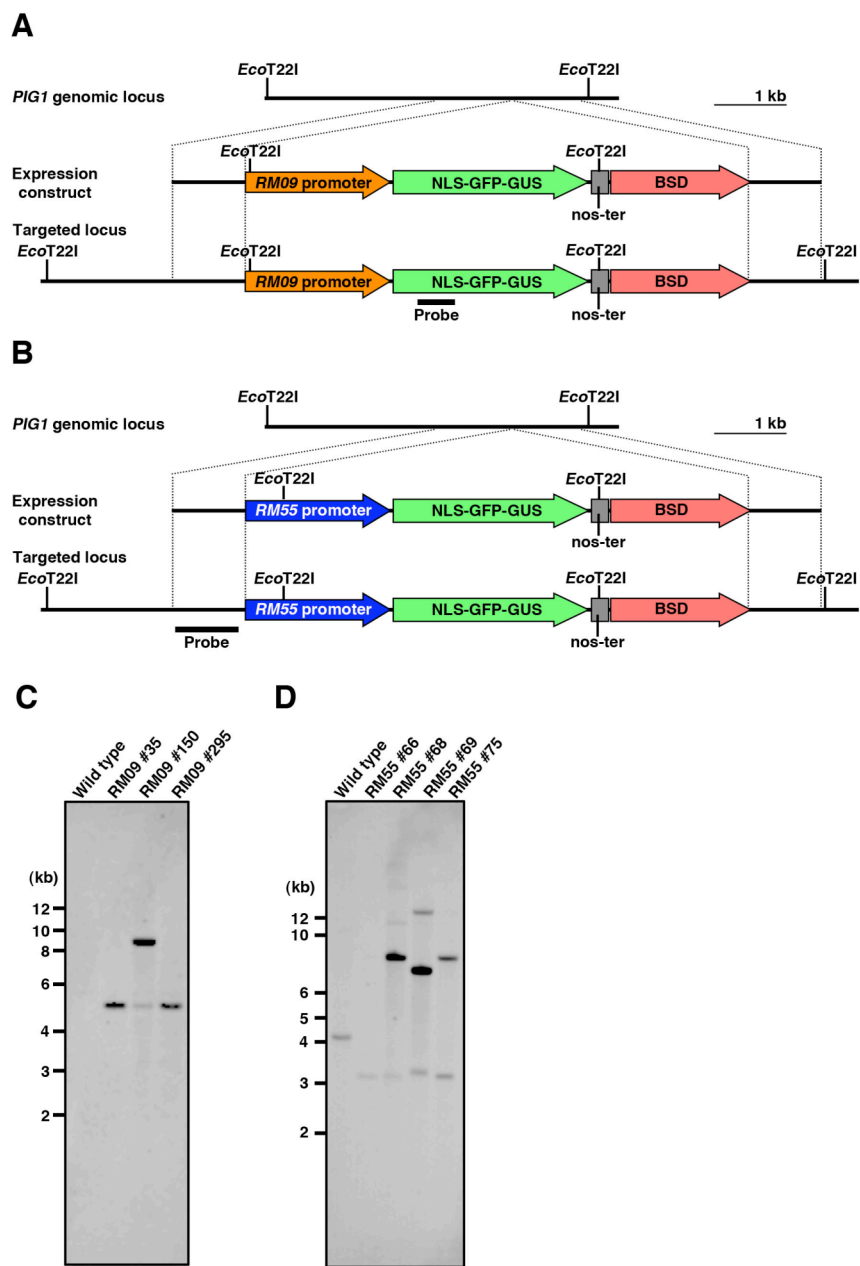 A
EcoT22I EcoT22I
PIG1 genomic locus
1 kb
EcoT22I EcoT22I
Expression construct
RM09 promoter NLS-GFP-GUS BSD
nos-ter
Targeted locus
EcoT22I EcoT22I EcoT22I EcoT22I
RM09 promoter NLS-GFP-GUS BSD
Probe nos-ter
B
EcoT22I EcoT22I
PIG1 genomic locus
1 kb
EcoT22I EcoT22I
Expression construct
RM55 promoter NLS-GFP-GUS BSD
nos-ter
Targeted locus
EcoT22I EcoT22I EcoT22I EcoT22I
RM55 promoter NLS-GFP-GUS BSD
Probe nos-ter
C
Wild type
RM09 #35
RM09 #150
RM09 #295
(kb)
12
10
8
6
4
3
2
D
Wild type
RM55 #66
RM55 #68
RM55 #69
RM55 #75
(kb)
12
10
6
5
4
3
2